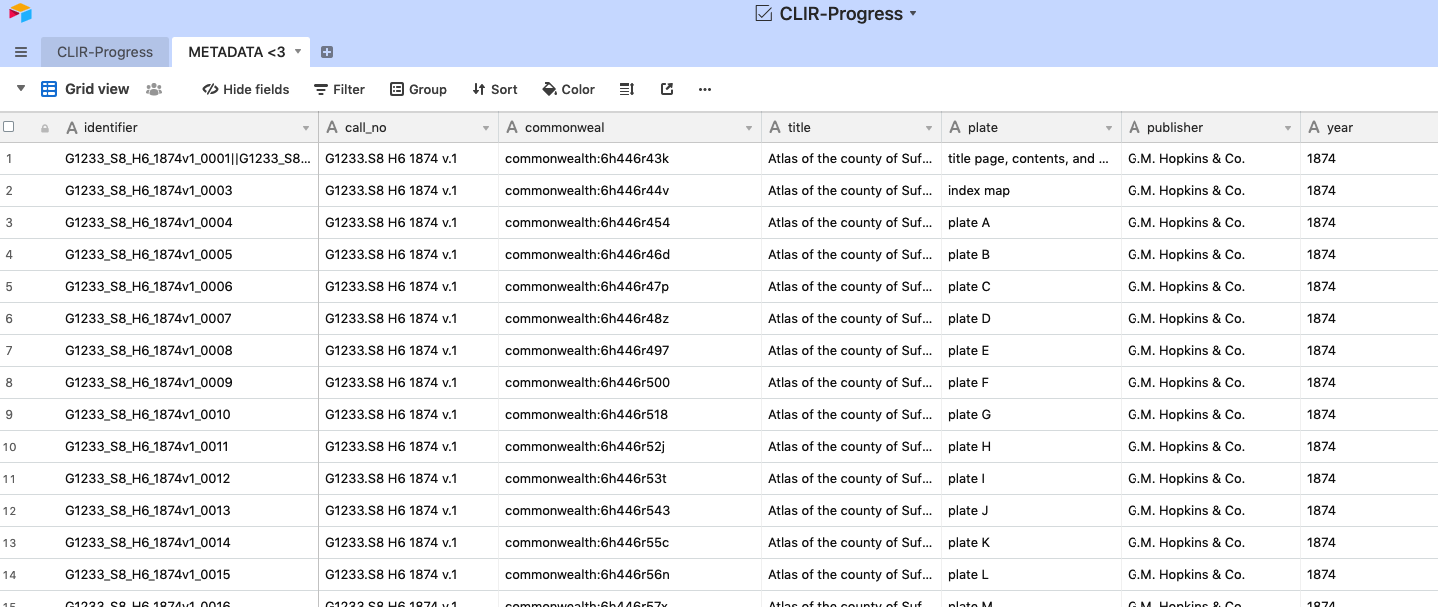 CLIR-Progress
CLIR-Progress METADATA <3
Grid view Hide fields Filter Group Sort Color
identifier call_no commonweal title plate publisher year
1 G1233_S8_H6_1874v1_0001||G1233_S8... G1233.S8 H6 1874 v.1 commonwealth:6h446r43k Atlas of the county of Suf... title page, contents, and ... G.M. Hopkins & Co. 1874
2 G1233_S8_H6_1874v1_0003 G1233.S8 H6 1874 v.1 commonwealth:6h446r44v Atlas of the county of Suf... index map G.M. Hopkins & Co. 1874
3 G1233_S8_H6_1874v1_0004 G1233.S8 H6 1874 v.1 commonwealth:6h446r454 Atlas of the county of Suf... plate A G.M. Hopkins & Co. 1874
4 G1233_S8_H6_1874v1_0005 G1233.S8 H6 1874 v.1 commonwealth:6h446r46d Atlas of the county of Suf... plate B G.M. Hopkins & Co. 1874
5 G1233_S8_H6_1874v1_0006 G1233.S8 H6 1874 v.1 commonwealth:6h446r47p Atlas of the county of Suf... plate C G.M. Hopkins & Co. 1874
6 G1233_S8_H6_1874v1_0007 G1233.S8 H6 1874 v.1 commonwealth:6h446r48z Atlas of the county of Suf... plate D G.M. Hopkins & Co. 1874
7 G1233_S8_H6_1874v1_0008 G1233.S8 H6 1874 v.1 commonwealth:6h446r497 Atlas of the county of Suf... plate E G.M. Hopkins & Co. 1874
8 G1233_S8_H6_1874v1_0009 G1233.S8 H6 1874 v.1 commonwealth:6h446r500 Atlas of the county of Suf... plate F G.M. Hopkins & Co. 1874
9 G1233_S8_H6_1874v1_0010 G1233.S8 H6 1874 v.1 commonwealth:6h446r518 Atlas of the county of Suf... plate G G.M. Hopkins & Co. 1874
10 G1233_S8_H6_1874v1_0011 G1233.S8 H6 1874 v.1 commonwealth:6h446r52j Atlas of the county of Suf... plate H G.M. Hopkins & Co. 1874
11 G1233_S8_H6_1874v1_0012 G1233.S8 H6 1874 v.1 commonwealth:6h446r53t Atlas of the county of Suf... plate I G.M. Hopkins & Co. 1874
12 G1233_S8_H6_1874v1_0013 G1233.S8 H6 1874 v.1 commonwealth:6h446r543 Atlas of the county of Suf... plate J G.M. Hopkins & Co. 1874
13 G1233_S8_H6_1874v1_0014 G1233.S8 H6 1874 v.1 commonwealth:6h446r55c Atlas of the county of Suf... plate K G.M. Hopkins & Co. 1874
14 G1233_S8_H6_1874v1_0015 G1233.S8 H6 1874 v.1 commonwealth:6h446r56n Atlas of the county of Suf... plate L G.M. Hopkins & Co. 1874
15 G1233_S8_H6_1874v1_0016 G1233.S8 H6 1874 v.1 commonwealth:6h446r57x Atlas of the county of Suf... plate M G.M. Hopkins & Co. 1874